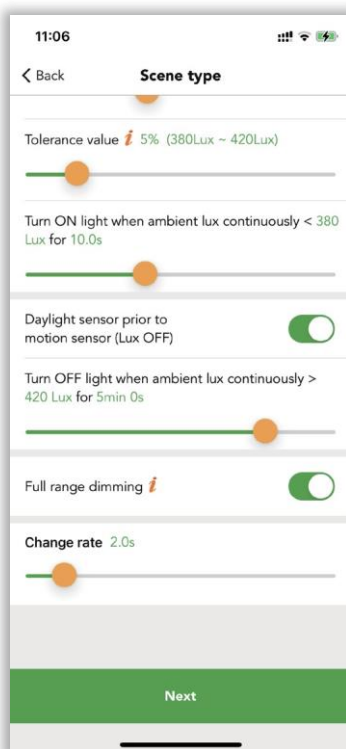 11:06
Back
Scene type
Tolerance value i 5% (380Lux ~ 420Lux)
Turn ON light when ambient lux continuously < 380
Lux for 10.0s
Daylight sensor prior to
motion sensor (Lux OFF)
Turn OFF light when ambient lux continuously >
420 Lux for 5min 0s
Full range dimming i
Change rate 2.0s
Next